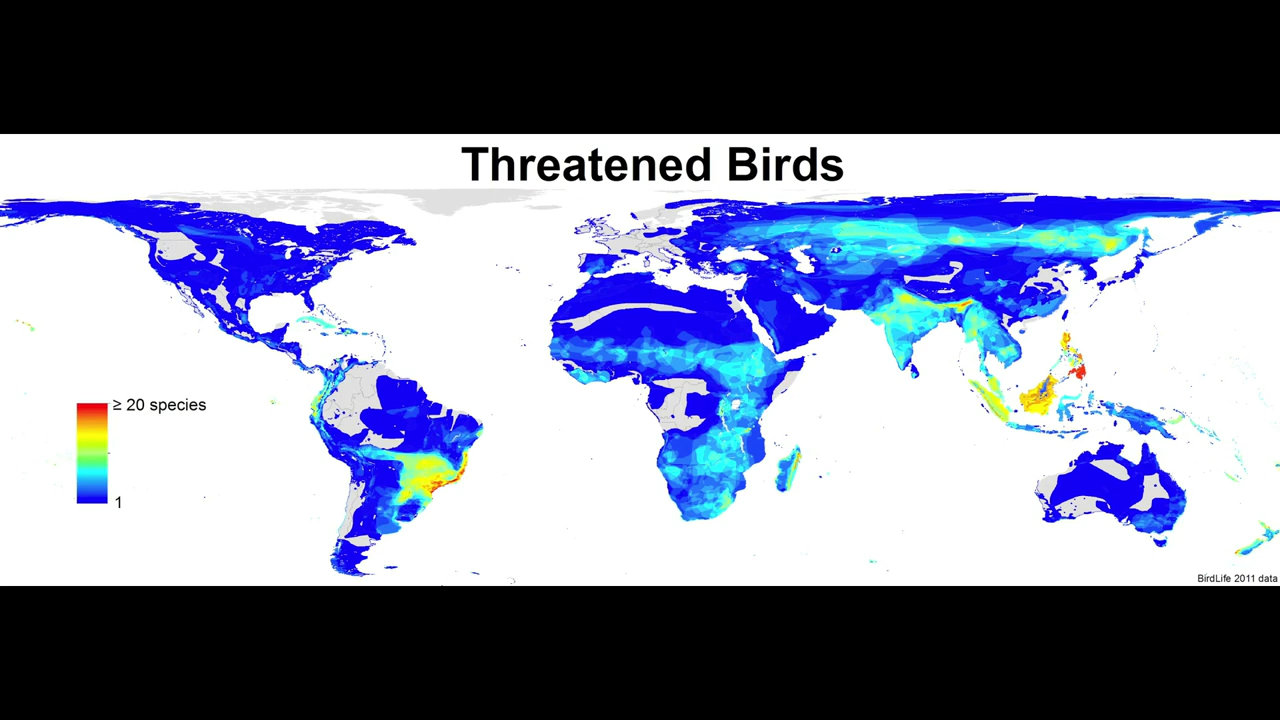 Threatened Birds
≥ 20 species
1
BirdLife 2011 data